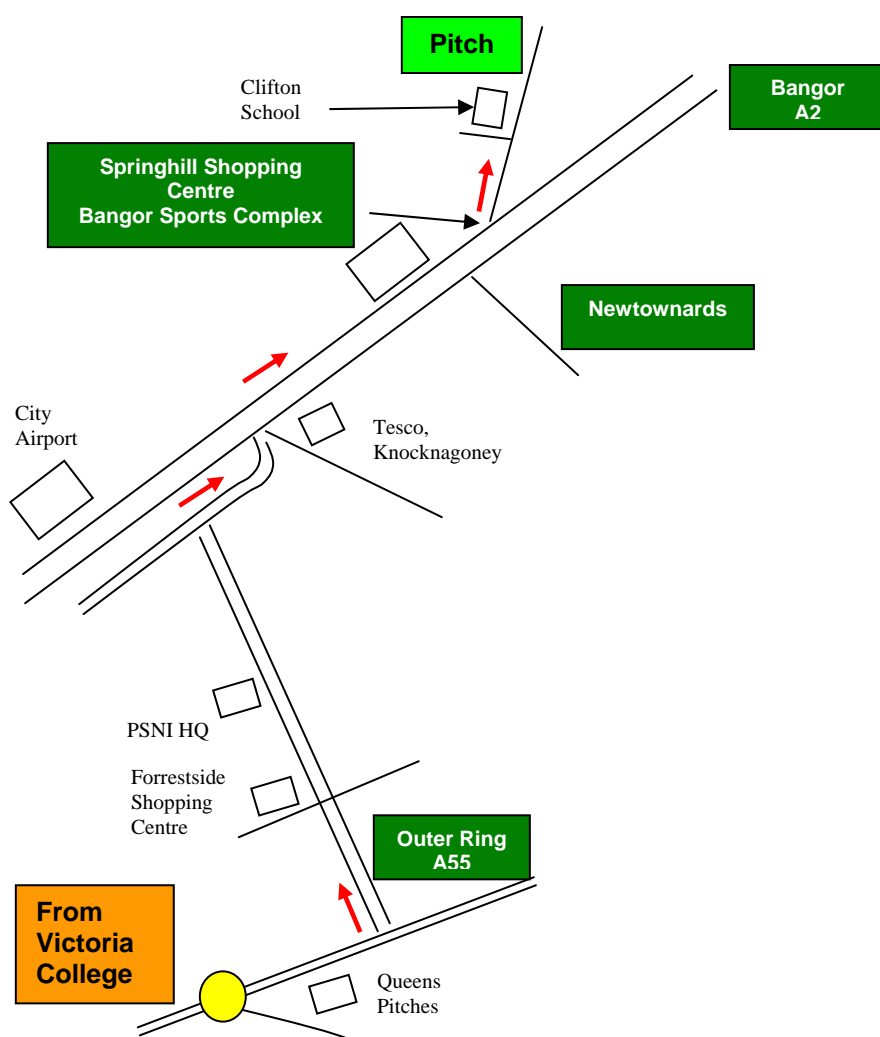 Pitch
Clifton
School
Bangor
A2
Springhill Shopping
Centre
Bangor Sports Complex
Newtownards
City
Airport
Tesco,
Knocknagoney
PSNI HQ
Forrestside
Shopping
Centre
Outer Ring
A55
From
Victoria
College
Queens
Pitches